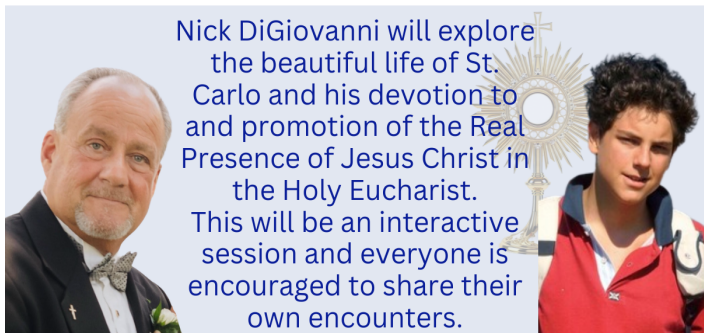 Nick DiGiovanni will explore
the beautiful life of St.
Carlo and his devotion to
and promotion of the Real
Presence of Jesus Christ in
the Holy Eucharist.
This will be an interactive
session and everyone is
encouraged to share their
own encounters.